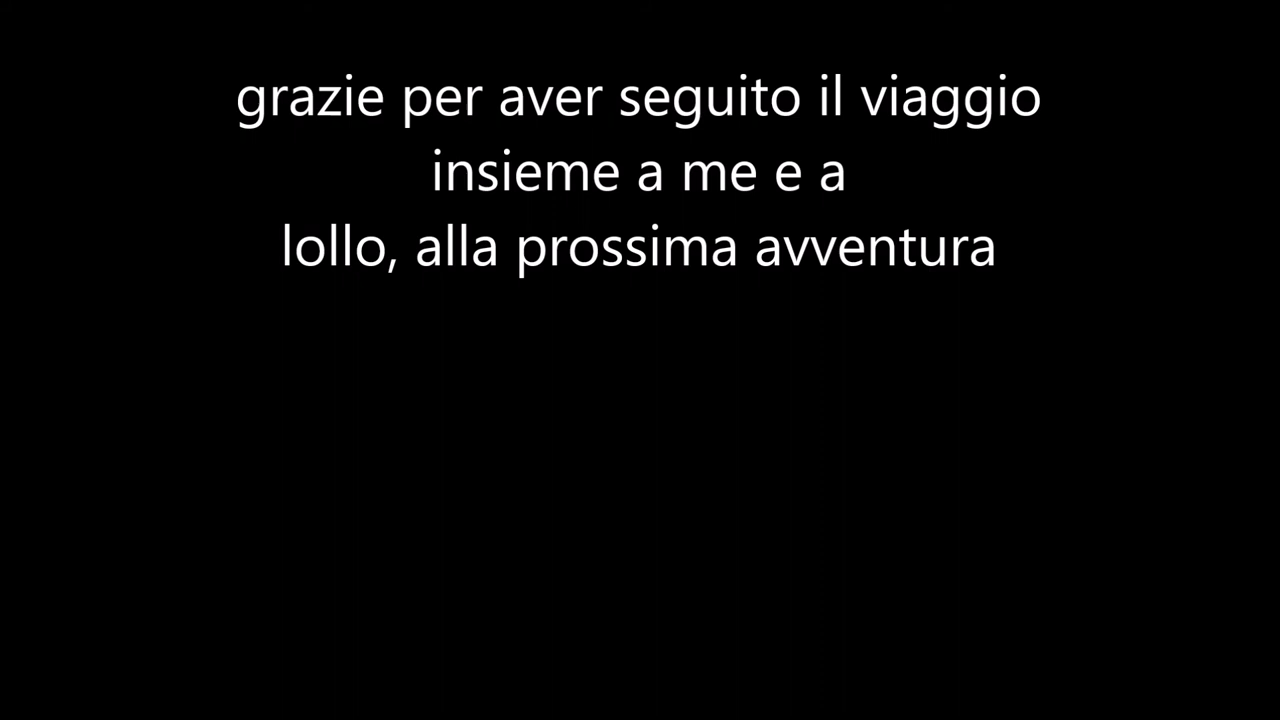 grazie per aver seguito il viaggio
insieme a me e a
lollo, alla prossima avventura